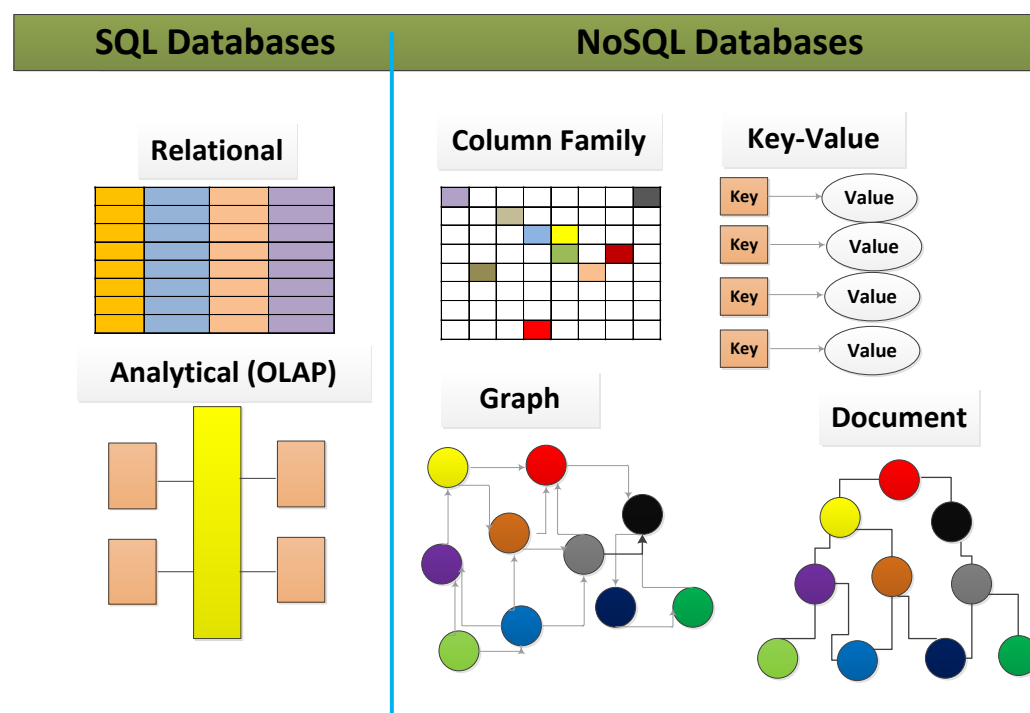 SQL Databases
NoSQL Databases
Relational
Analytical (OLAP)
Column Family
Key-Value
Key
Value
Key
Value
Key
Value
Key
Value
Graph
Document